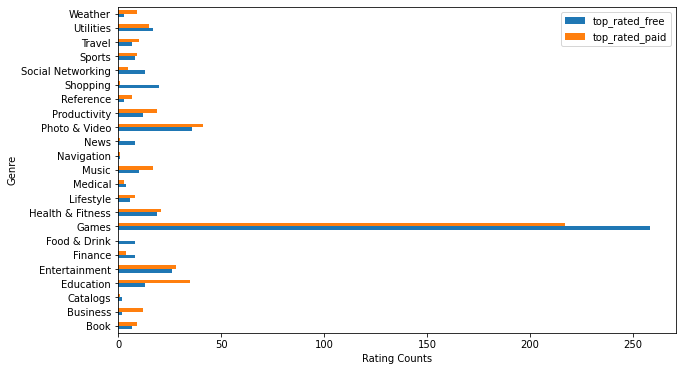 Weather
Utilities
Travel
Sports
Social Networking
Shopping
Reference
Productivity
Photo & Video
News
Navigation
Music
Medical
Lifestyle
Health & Fitness
Games
Food & Drink
Finance
Entertainment
Education
Catalogs
Business
Book
Genre
top_rated_free
top_rated_paid
0 50 100 150 200 250
Rating Counts